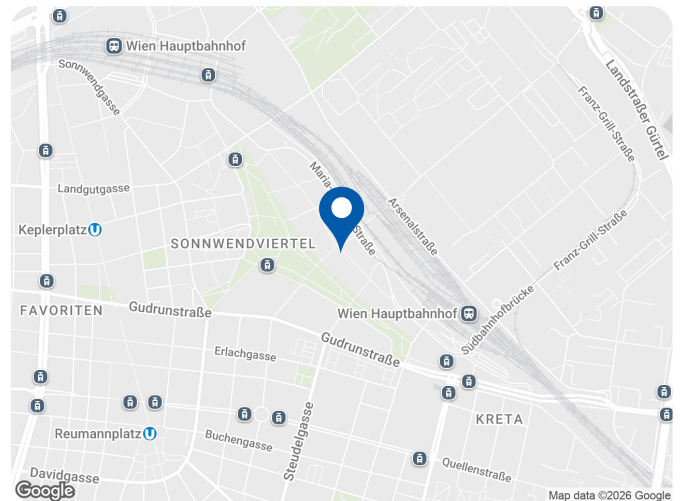 Wien Hauptbahnhof
Sonnwendgasse
Landstraßer Gürtel
Franz-Grill-Straße
Landgutgasse
Maria-
Straße
Arsenalstraße
Keplerplatz U
SONNWENDVIERTEL
Franz-Grill-Straße
FAVORITEN
Gudrunstraße
Wien Hauptbahnhof
Südbahnhofbrücke
Gudrunstraße
Erlachgasse
Steudelgasse
KRETA
Reumannplatz U
Buchengasse
Quellenstraße
Davidgasse
Google
Map data ©2026 Google